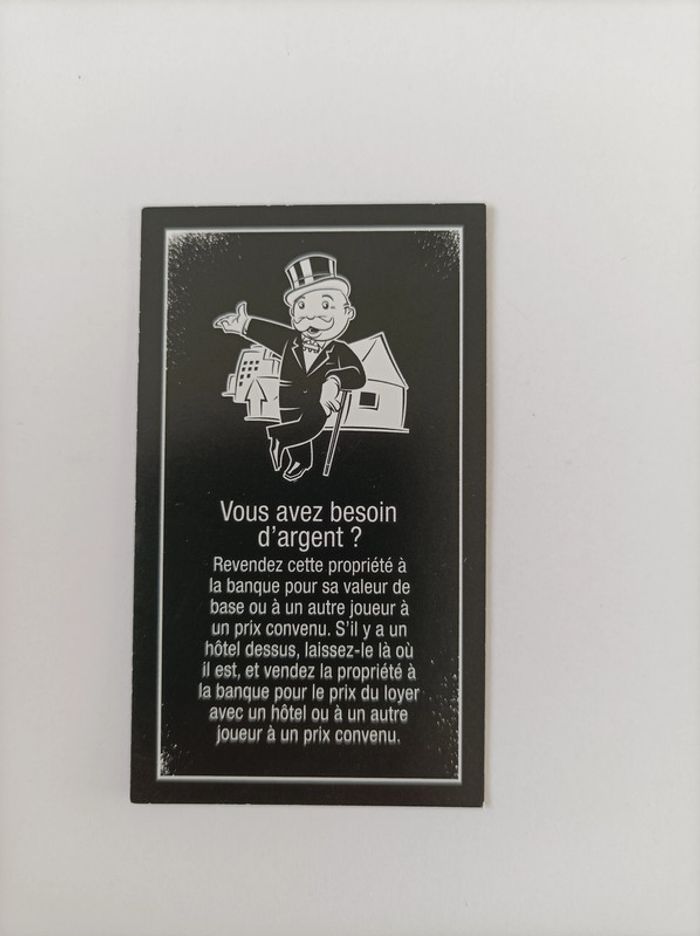 Vous avez besoin
d'argent ?
Revendez cette propriété à
la banque pour sa valeur de
base ou à un autre joueur à
un prix convenu. S'il y a un
hôtel dessus, laissez-le là où
il est, et vendez la propriété à
la banque pour le prix du loyer
avec un hôtel ou à un autre
joueur à un prix convenu.